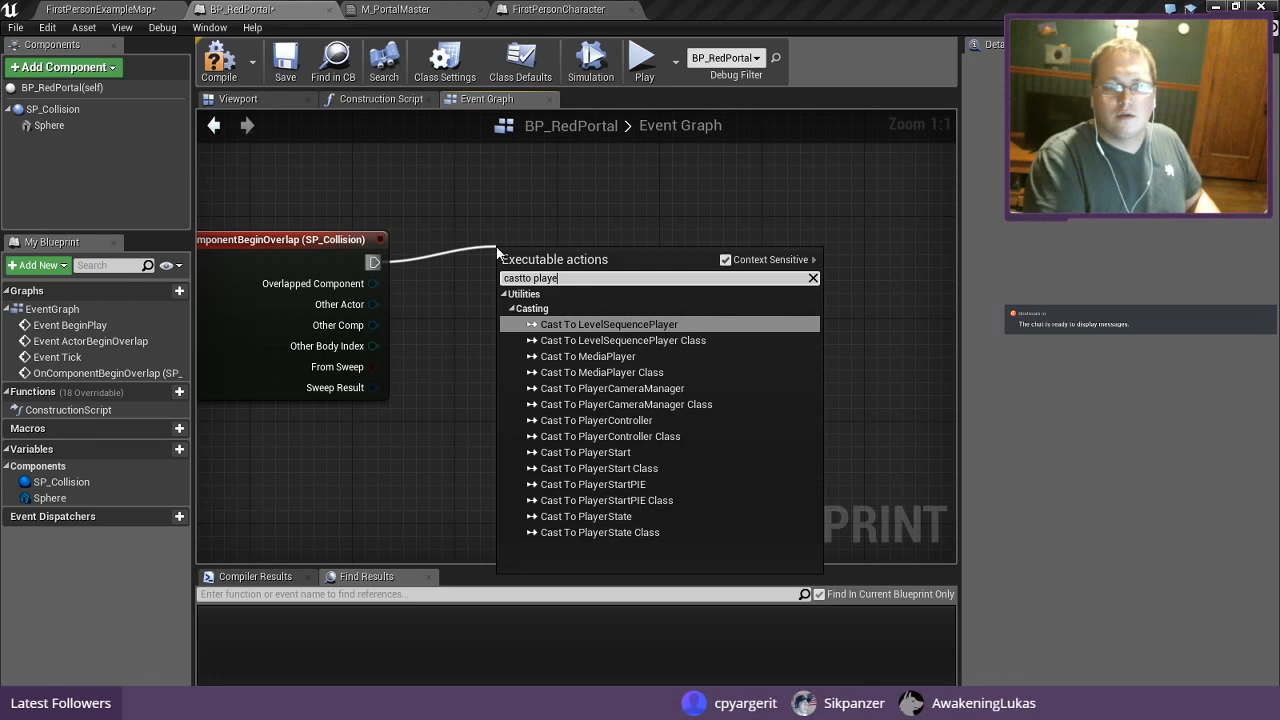 FirstPersonExampleMap*
BP_RedPortal*
M_PortalMaster
FirstPersonCharacter
File Edit Asset View Debug Window Help
Components
Add Component
BP_RedPortal(self)
SP_Collision
Sphere
Compile
Save
Find in CB
Search
Class Settings
Class Defaults
Simulation
Play
BP_RedPortal
Debug Filter
Viewport
Construction Script
Event Graph
BP_RedPortal > Event Graph
Zoom 1:1
My Blueprint
Add New
Search
Graphs
EventGraph
Event BeginPlay
Event ActorBeginOverlap
Event Tick
OnComponentBeginOverlap (SP_
Functions (18 Overridable)
ConstructionScript
Macros
Variables
Components
SP_Collision
Sphere
Event Dispatchers
mponentBeginOverlap (SP_Collision)
Overlapped Component
Other Actor
Other Comp
Other Body Index
From Sweep
Sweep Result
Executable actions
Context Sensitive
castto playe
Utilities
Casting
Cast To LevelSequencePlayer
Cast To LevelSequencePlayer Class
Cast To MediaPlayer
Cast To MediaPlayer Class
Cast To PlayerCameraManager
Cast To PlayerCameraManager Class
Cast To PlayerController
Cast To PlayerController Class
Cast To PlayerStart
Cast To PlayerStart Class
Cast To PlayerStartPIE
Cast To PlayerStartPIE Class
Cast To PlayerState
Cast To PlayerState Class
PRINT
Compiler Results
Find Results
Enter function or event name to find references...
Find In Current Blueprint Only
Deta
The chat is ready to display messages.
Latest Followers
cpyargerit
Sikpanzer
AwakeningLukas